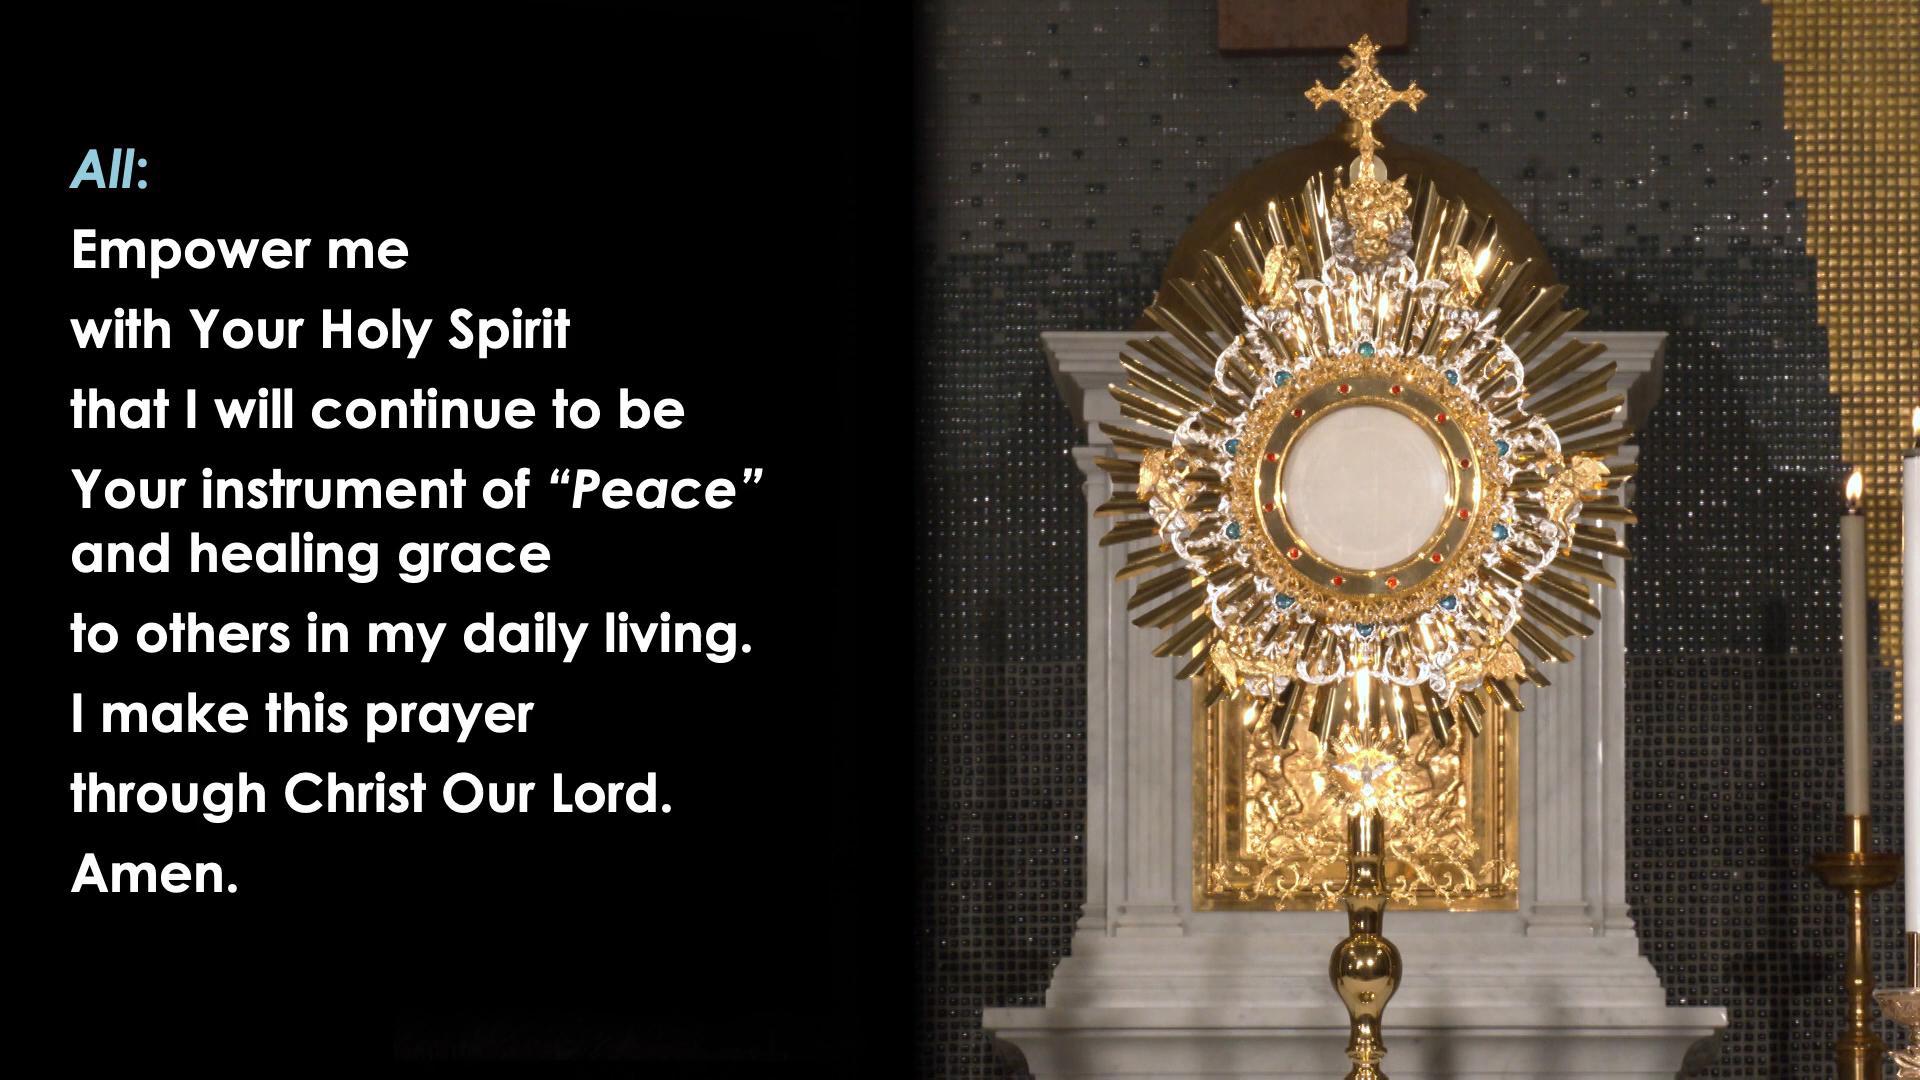 All:
Empower me
with Your Holy Spirit
that I will continue to be
Your instrument of “Peace”
and healing grace
to others in my daily living.
I make this prayer
through Christ Our Lord.
Amen.